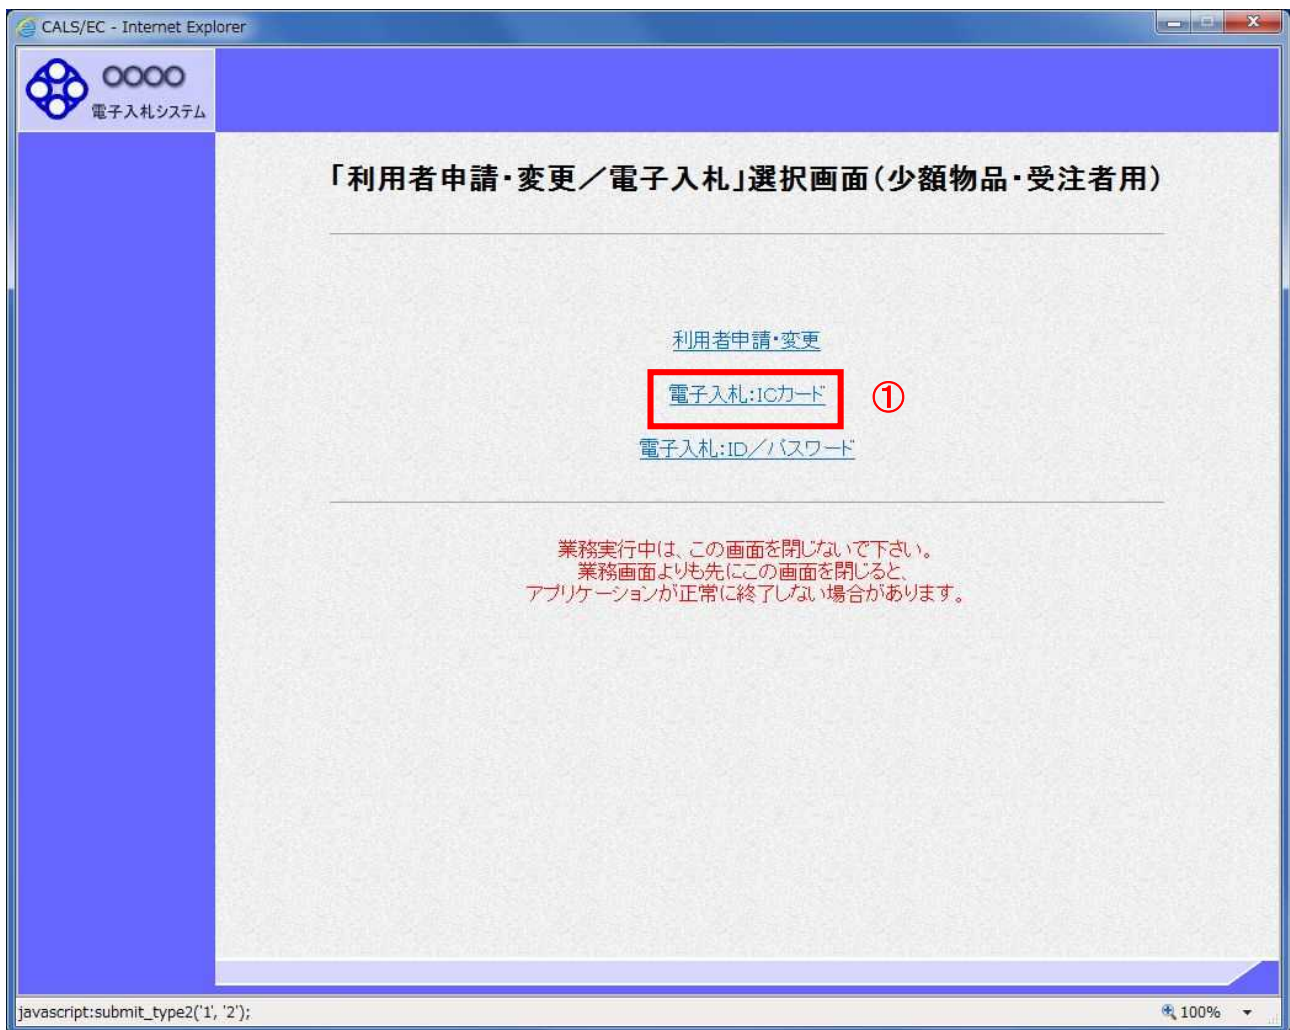 CALS/EC - Internet Explorer
○○○○
電子入札システム
「利用者申請・変更／電子入札」選択画面（少額物品・受注者用）
利用者申請・変更
電子入札:ICカード
①
電子入札:ID／パスワード
業務実行中は、この画面を閉じないで下さい。
業務画面よりも先にこの画面を閉じると、
アプリケーションが正常に終了しない場合があります。
javascript:submit_type2('1', '2');
100%